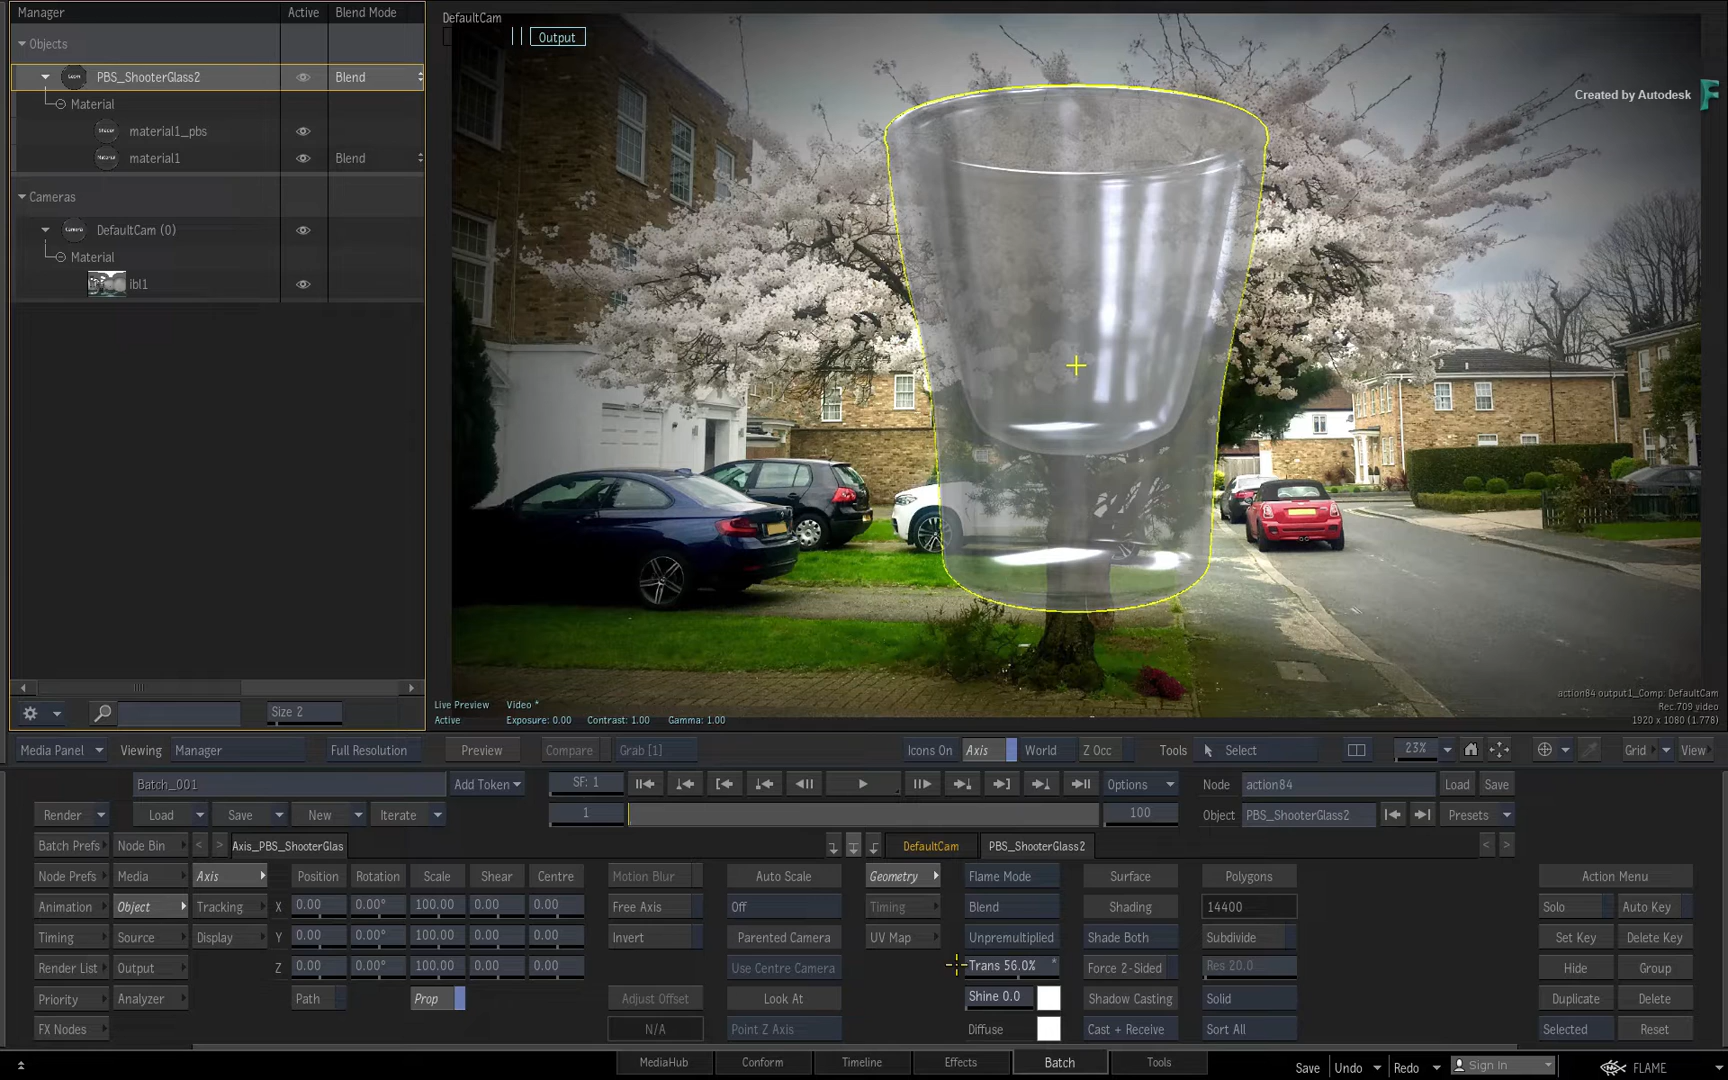 Manager Active Blend Mode
Objects
PBS_ShooterGlass2 Blend
Material
material1_pbs
material1 Blend
Cameras
DefaultCam (0)
Material
ibl1
Size 2
DefaultCam
Output
Created by Autodesk
action84 output1_Comp: DefaultCam
Rec.709 video
1920 x 1080 (1.778)
Live Preview Video *
Active Exposure: 0.00 Contrast: 1.00 Gamma: 1.00
Media Panel Viewing Manager Full Resolution Preview Compare Grab [1] Icons On Axis World Z Occ Tools Select 23% Grid View
Batch_001 Add Token SF: 1 Options Node action84 Load Save
Render Load Save New Iterate 1 100 Object PBS_ShooterGlass2 Presets
Batch Prefs Node Bin < > Axis_PBS_ShooterGlas DefaultCam PBS_ShooterGlass2 < >
Node Prefs Media Axis Position Rotation Scale Shear Centre Motion Blur Auto Scale Geometry Flame Mode Surface Polygons Action Menu
Animation Object Tracking X 0.00 0.00° 100.00 0.00 0.00 Free Axis Off Timing Blend Shading 14400 Solo Auto Key
Timing Source Display Y 0.00 0.00° 100.00 0.00 0.00 Invert Parented Camera UV Map Unpremultiplied Shade Both Subdivide Set Key Delete Key
Render List Output Z 0.00 0.00° 100.00 0.00 0.00 Use Centre Camera Trans 56.0% Force 2-Sided Res 20.0 Hide Group
Priority Analyzer Path Prop Adjust Offset Look At Shine 0.0 Shadow Casting Solid Duplicate Delete
FX Nodes N/A Point Z Axis Diffuse Cast + Receive Sort All Selected Reset
MediaHub Conform Timeline Effects Batch Tools Save Undo Redo Sign In FLAME